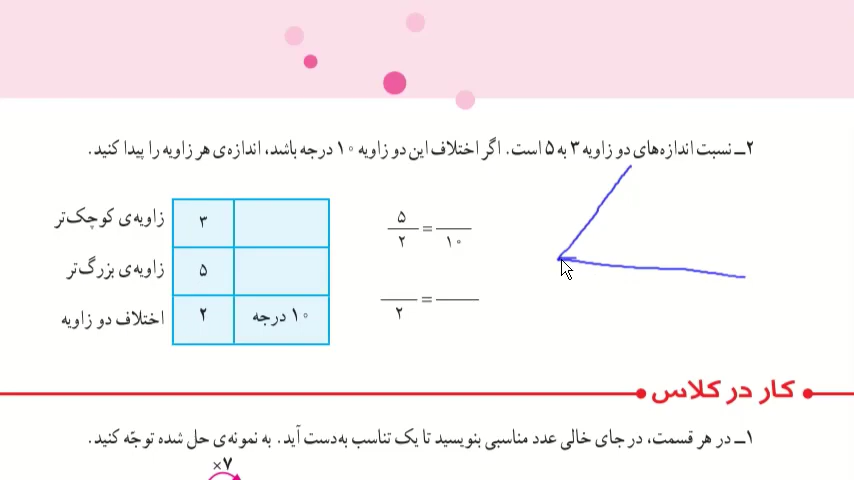 ۲ــ نسبت اندازه‌های دو زاویه ۳ به ۵ است. اگر اختلاف این دو زاویه ۱۰ درجه باشد، اندازه‌ی هر زاویه را پیدا کنید.
زاویه‌ی کوچک‌تر ۳
زاویه‌ی بزرگ‌تر ۵
اختلاف دو زاویه ۲ ۱۰ درجه
۵/۲ = /۱۰
/۲ =
کار در کلاس
۱ــ در هر قسمت، در جای خالی عدد مناسبی بنویسید تا یک تناسب به‌دست آید. به نمونه‌ی حل شده توجّه کنید.
×۷